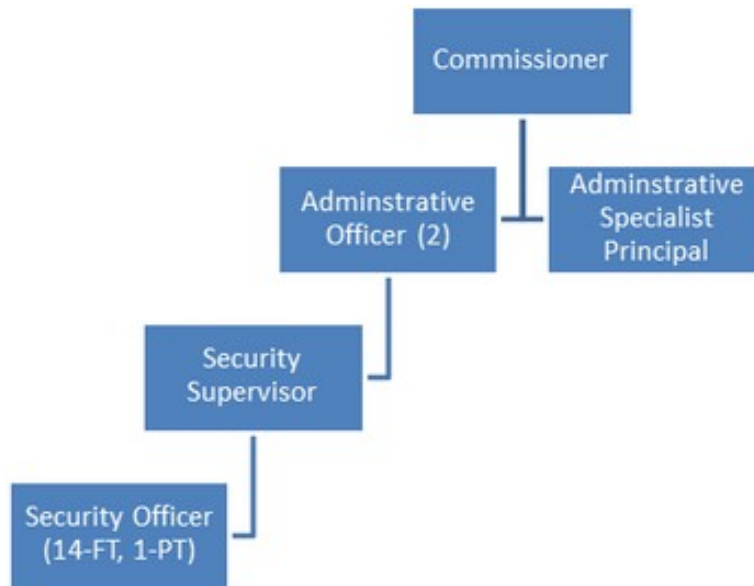 Commissioner
Adminstrative
Officer (2)
Adminstrative
Specialist
Principal
Security
Supervisor
Security Officer
(14-FT, 1-PT)